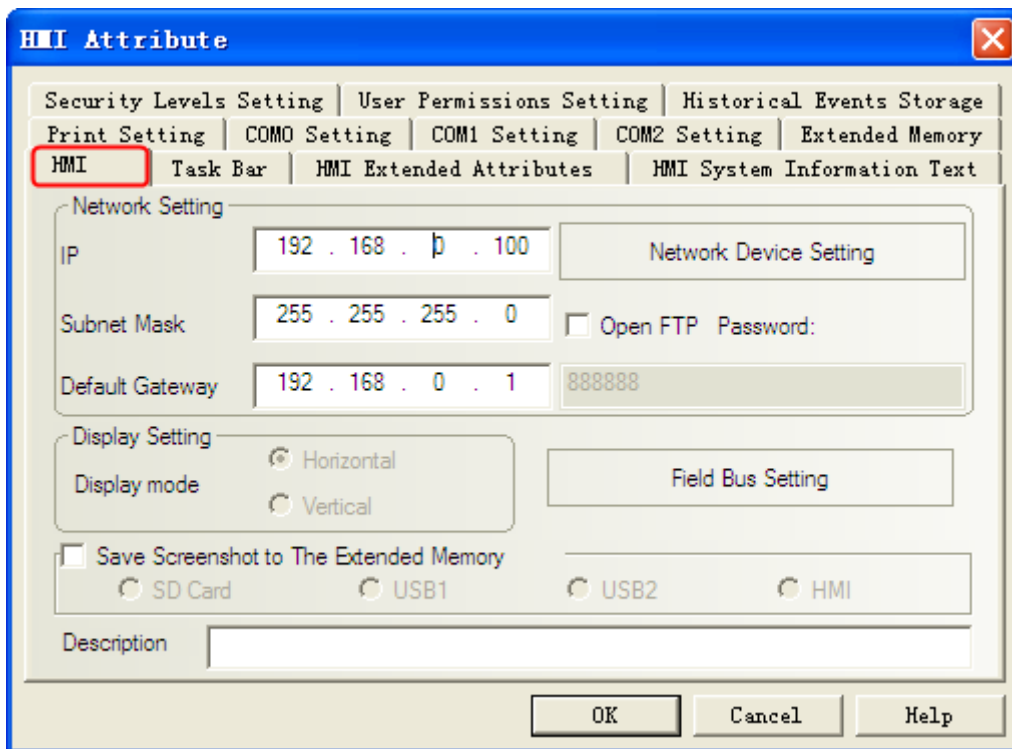 HMI Attribute
Security Levels Setting User Permissions Setting Historical Events Storage
Print Setting COM0 Setting COM1 Setting COM2 Setting Extended Memory
HMI Task Bar HMI Extended Attributes HMI System Information Text
Network Setting
IP 192 . 168 . 0 . 100 Network Device Setting
Subnet Mask 255 . 255 . 255 . 0 Open FTP Password:
Default Gateway 192 . 168 . 0 . 1 888888
Display Setting
Display mode
Horizontal
Vertical
Field Bus Setting
Save Screenshot to The Extended Memory
SD Card USB1 USB2 HMI
Description
OK Cancel Help